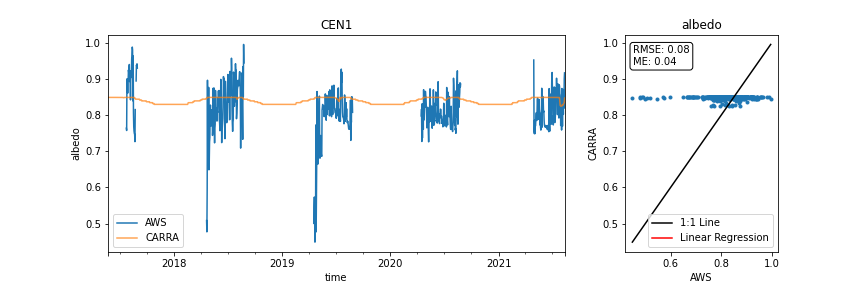 CEN1
albedo
1.0
0.9
0.8
0.7
0.6
0.5
AWS
CARRA
2018
2019
2020
2021
time
albedo
RMSE: 0.08
ME: 0.04
CARRA
1.0
0.9
0.8
0.7
0.6
0.5
1:1 Line
Linear Regression
0.6
0.8
1.0
AWS